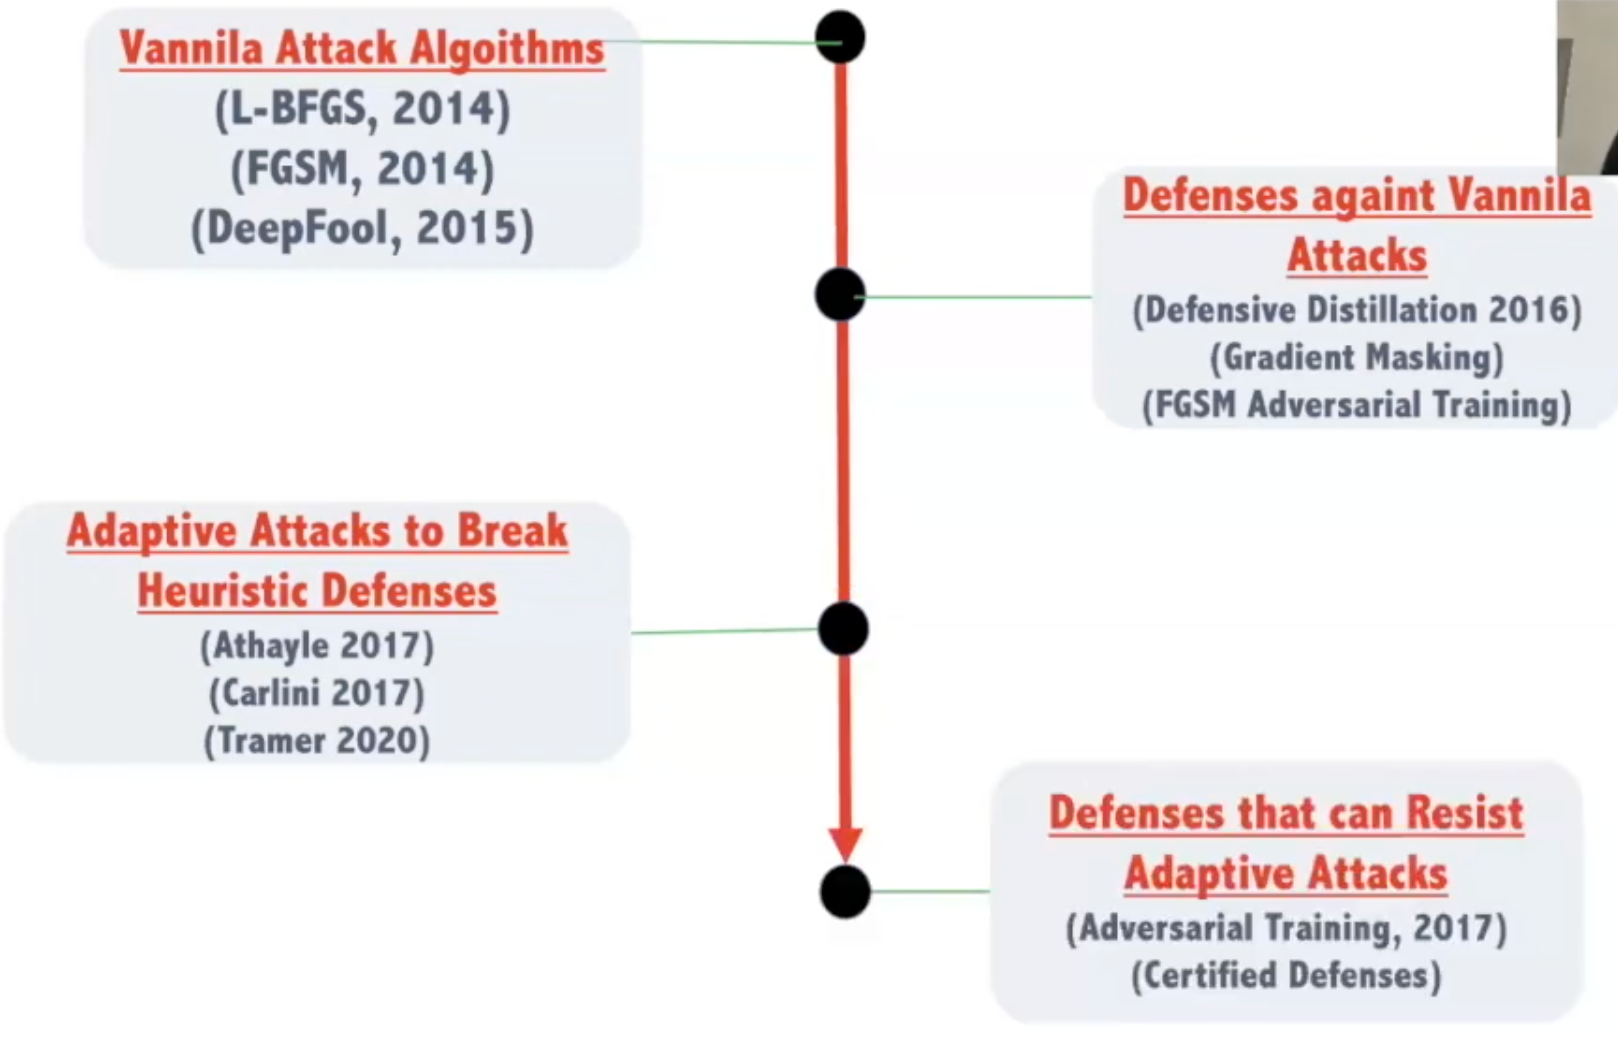 Vannila Attack Algoithms
(L-BFGS, 2014)
(FGSM, 2014)
(DeepFool, 2015)
Defenses againt Vannila
Attacks
(Defensive Distillation 2016)
(Gradient Masking)
(FGSM Adversarial Training)
Adaptive Attacks to Break
Heuristic Defenses
(Athayle 2017)
(Carlini 2017)
(Tramer 2020)
Defenses that can Resist
Adaptive Attacks
(Adversarial Training, 2017)
(Certified Defenses)